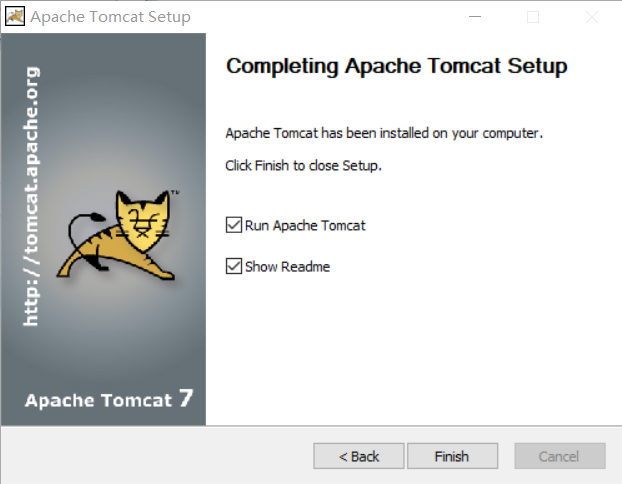 Apache Tomcat Setup
http://tomcat.apache.org
TM
Apache Tomcat 7
Completing Apache Tomcat Setup
Apache Tomcat has been installed on your computer.
Click Finish to close Setup.
Run Apache Tomcat
Show Readme
< Back
Finish
Cancel